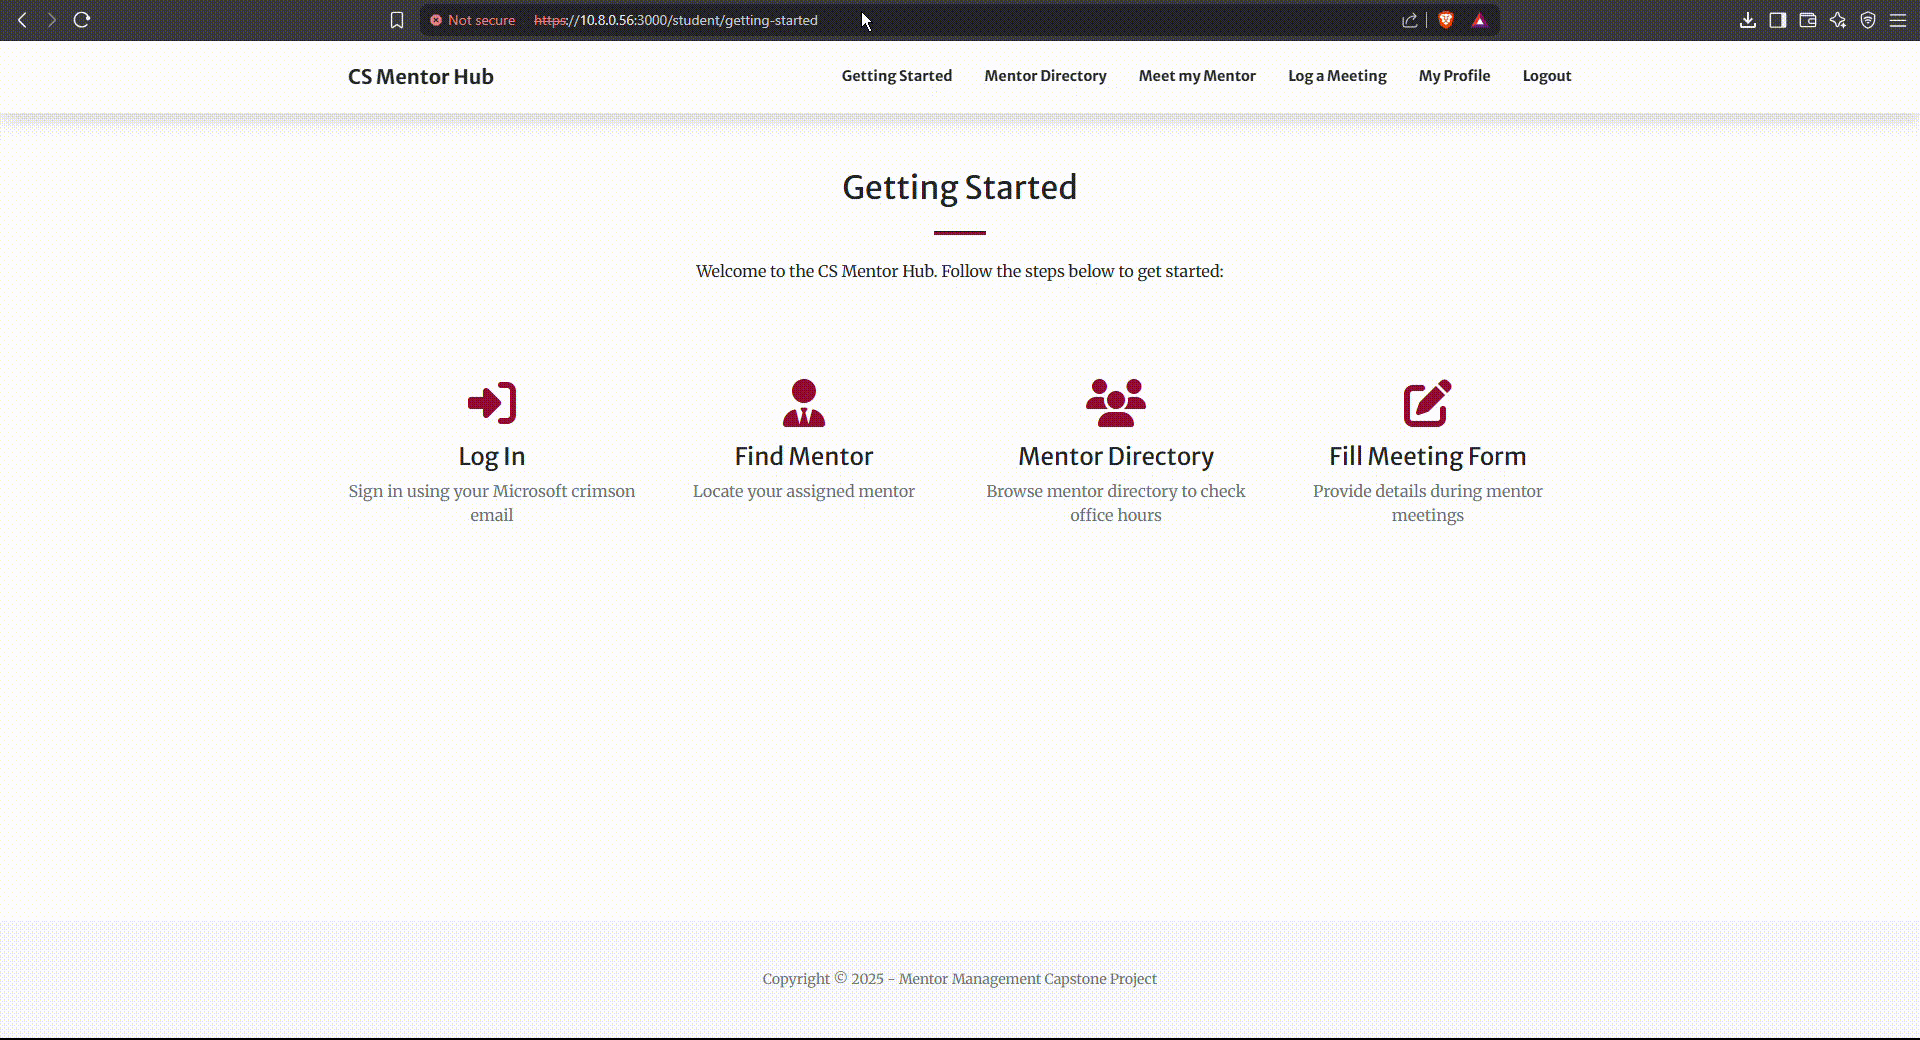 Not secure https://10.8.0.56:3000/student/getting-started
CS Mentor Hub
Getting Started Mentor Directory Meet my Mentor Log a Meeting My Profile Logout
Getting Started
Welcome to the CS Mentor Hub. Follow the steps below to get started:
Log In
Sign in using your Microsoft crimson
email
Find Mentor
Locate your assigned mentor
Mentor Directory
Browse mentor directory to check
office hours
Fill Meeting Form
Provide details during mentor
meetings
Copyright © 2025 - Mentor Management Capstone Project